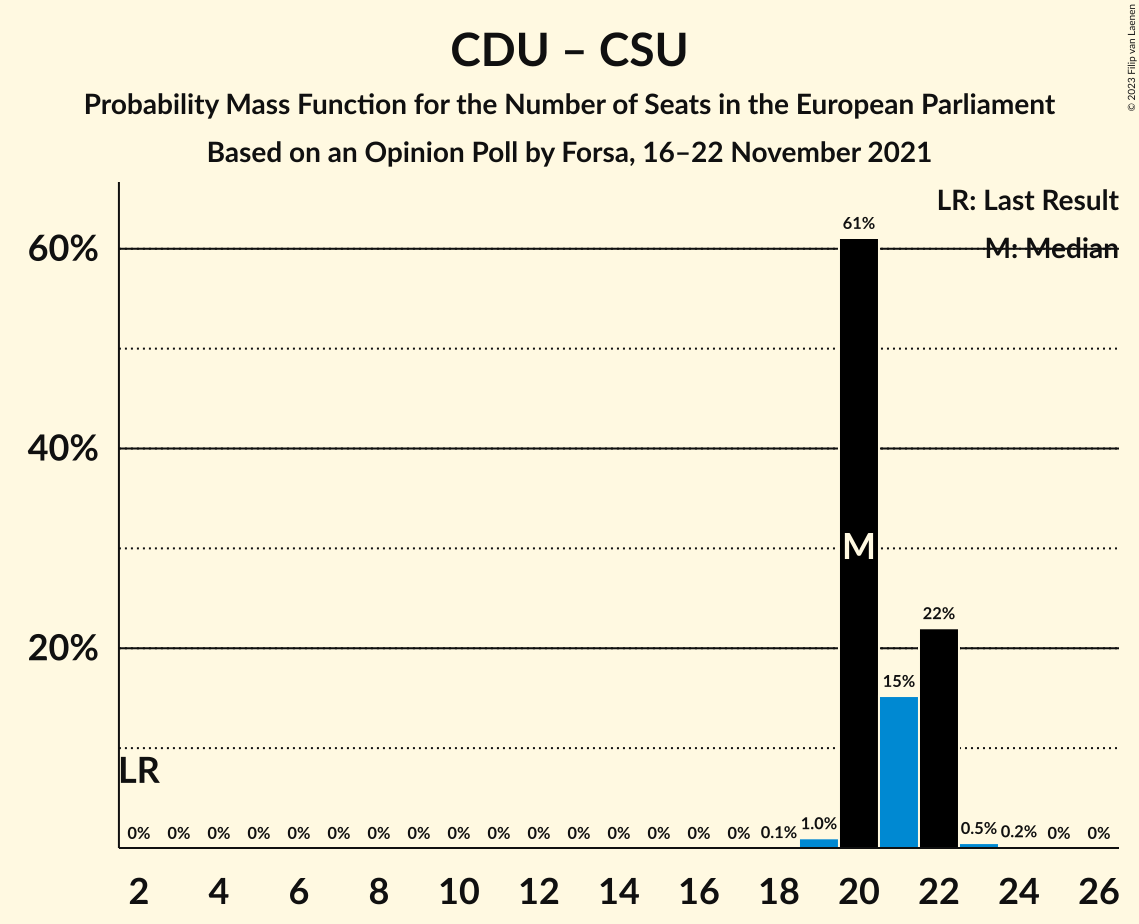 CDU – CSU
Probability Mass Function for the Number of Seats in the European Parliament
Based on an Opinion Poll by Forsa, 16–22 November 2021
© 2023 Filip van Laenen
LR: Last Result
M: Median
61%
60%
40%
M
22%
20%
15%
LR
0% 0% 0% 0% 0% 0% 0% 0% 0% 0% 0% 0% 0% 0% 0% 0% 0.1% 1.0% 0.5% 0.2% 0% 0%
2 4 6 8 10 12 14 16 18 20 22 24 26